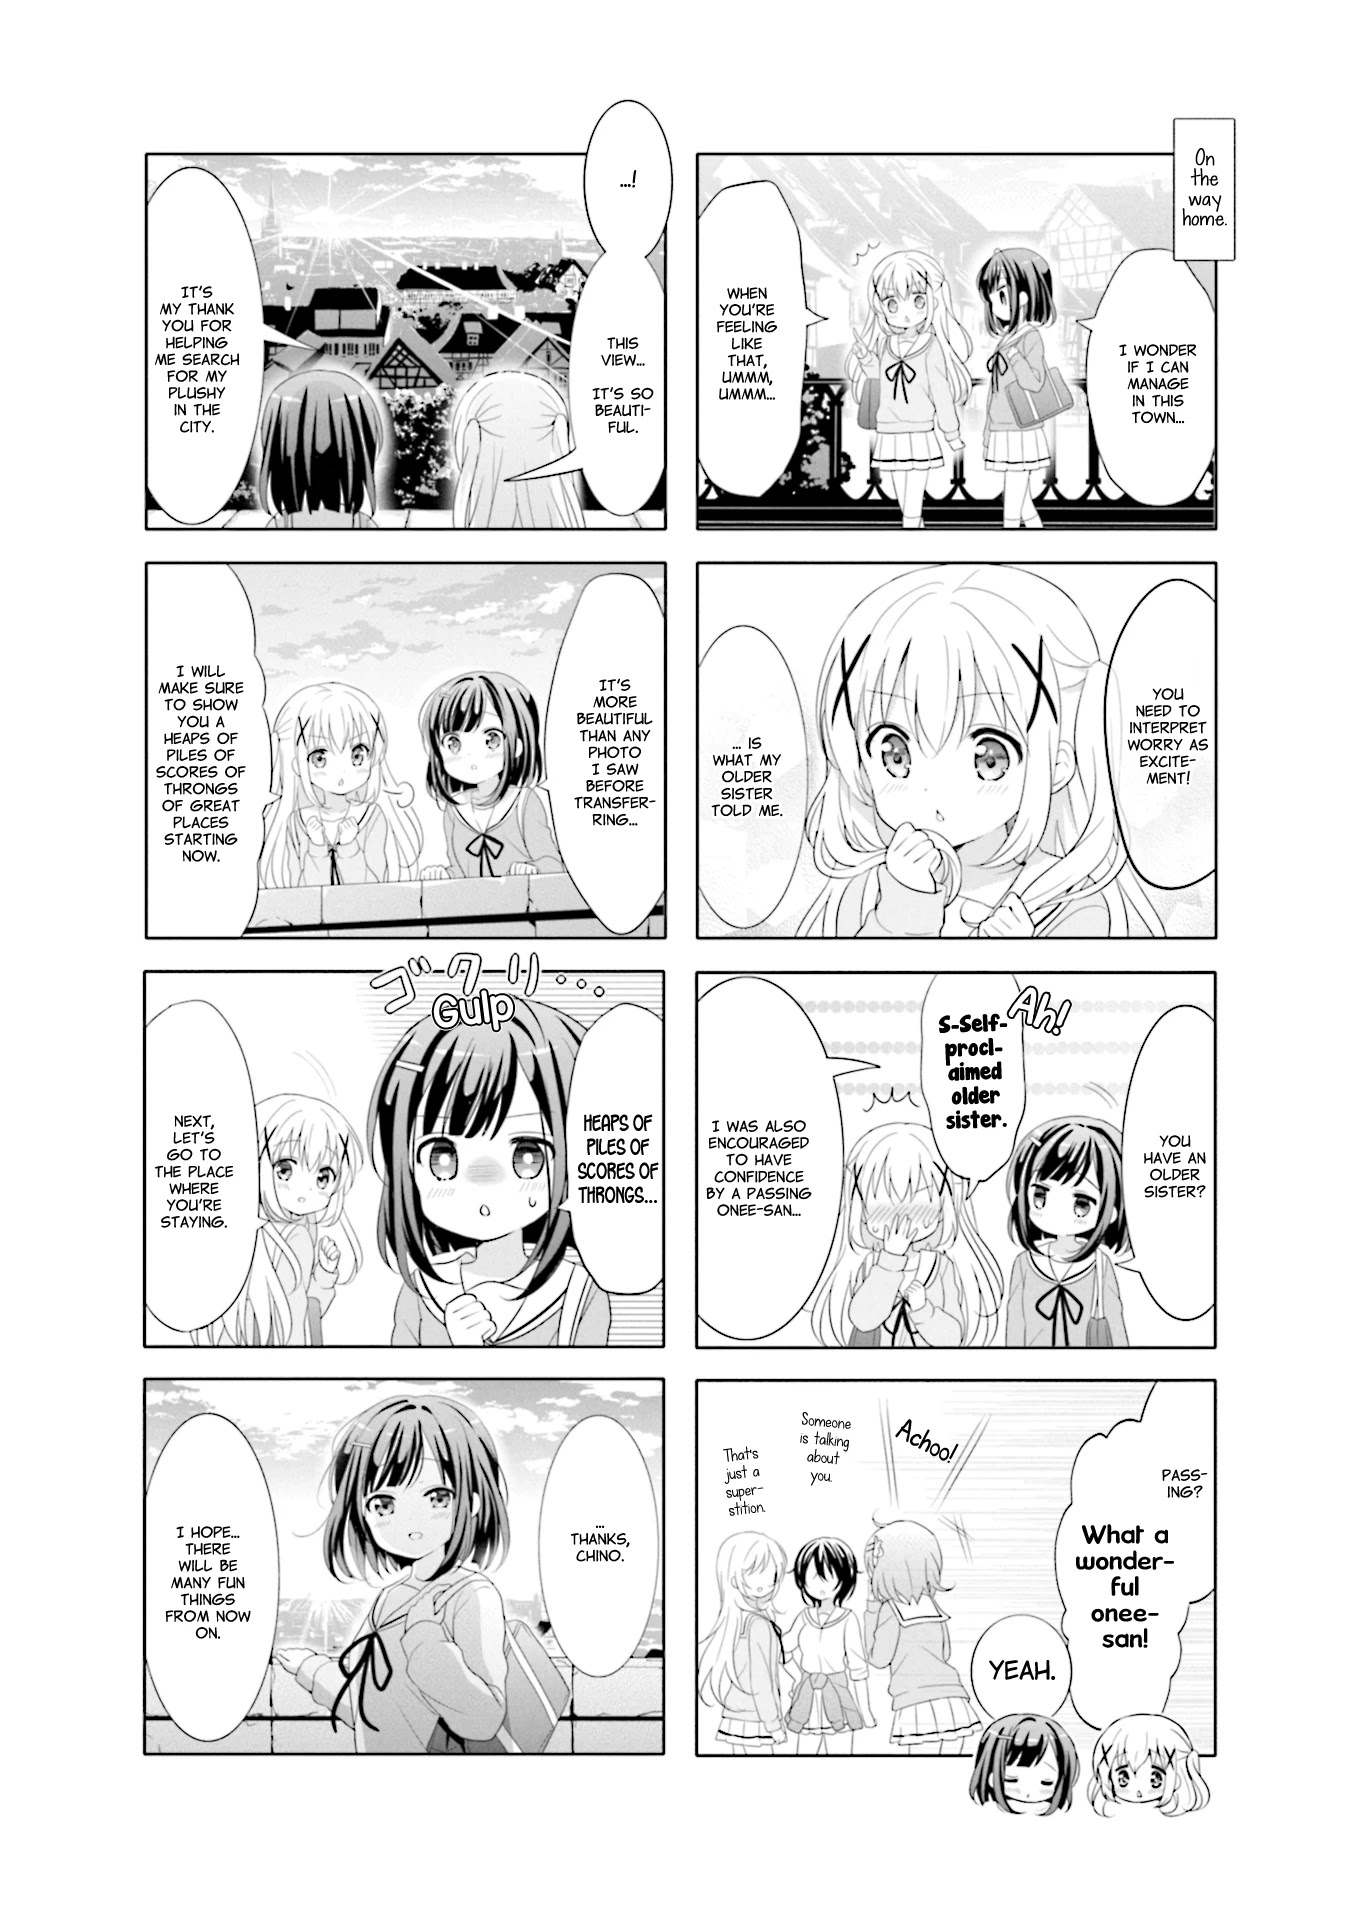 On
the
way
home.
I WONDER
IF I CAN
MANAGE
IN THIS
TOWN...
WHEN
YOU'RE
FEELING
LIKE
THAT,
UMMM,
UMMM...
YOU
NEED TO
INTERPRET
WORRY AS
EXCITE-
MENT!
... IS
WHAT MY
OLDER
SISTER
TOLD ME.
YOU
HAVE AN
OLDER
SISTER?
Ah!
S-Self-
procl-
aimed
older
sister.
I WAS ALSO
ENCOURAGED
TO HAVE
CONFIDENCE
BY A PASSING
ONEE-SAN...
PASS-
ING?
What a
wonder-
ful
onee-
san!
YEAH.
Achoo!
Someone
is talking
about
you.
That's
just a
super-
stition.
...!
THIS
VIEW...
IT'S SO
BEAUTI-
FUL.
IT'S
MY THANK
YOU FOR
HELPING
ME SEARCH
FOR MY
PLUSHY
IN THE
CITY.
IT'S
MORE
BEAUTIFUL
THAN ANY
PHOTO
I SAW
BEFORE
TRANSFER-
RING...
I WILL
MAKE SURE
TO SHOW
YOU A
HEAPS OF
PILES OF
SCORES OF
THRONGS
OF GREAT
PLACES
STARTING
NOW.
ゴクリ...
Gulp
HEAPS OF
PILES OF
SCORES OF
THRONGS...
NEXT,
LET'S
GO TO
THE PLACE
WHERE
YOU'RE
STAYING.
...
THANKS,
CHINO.
I HOPE...
THERE
WILL BE
MANY FUN
THINGS
FROM NOW
ON.